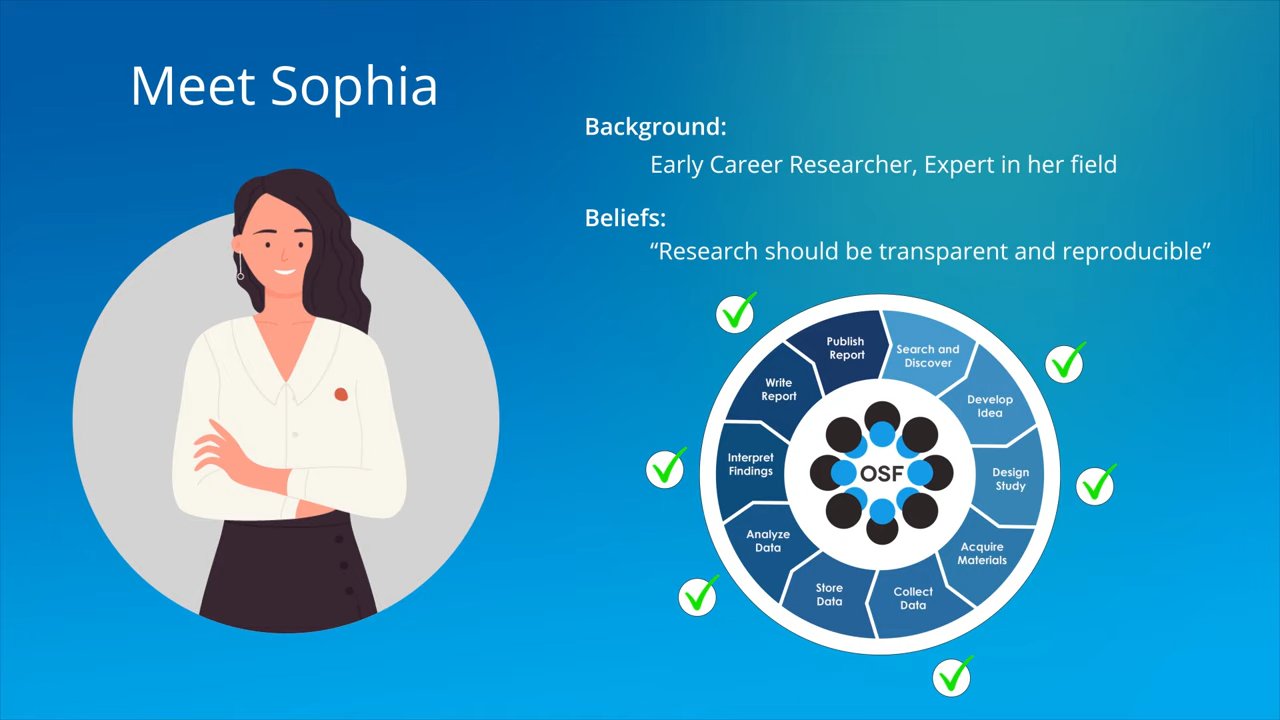 Meet Sophia
Background:
Early Career Researcher, Expert in her field
Beliefs:
“Research should be transparent and reproducible”
Publish
Report
Search and
Discover
Develop
Idea
Design
Study
Acquire
Materials
Collect
Data
Store
Data
Analyze
Data
Interpret
Findings
Write
Report
OSF